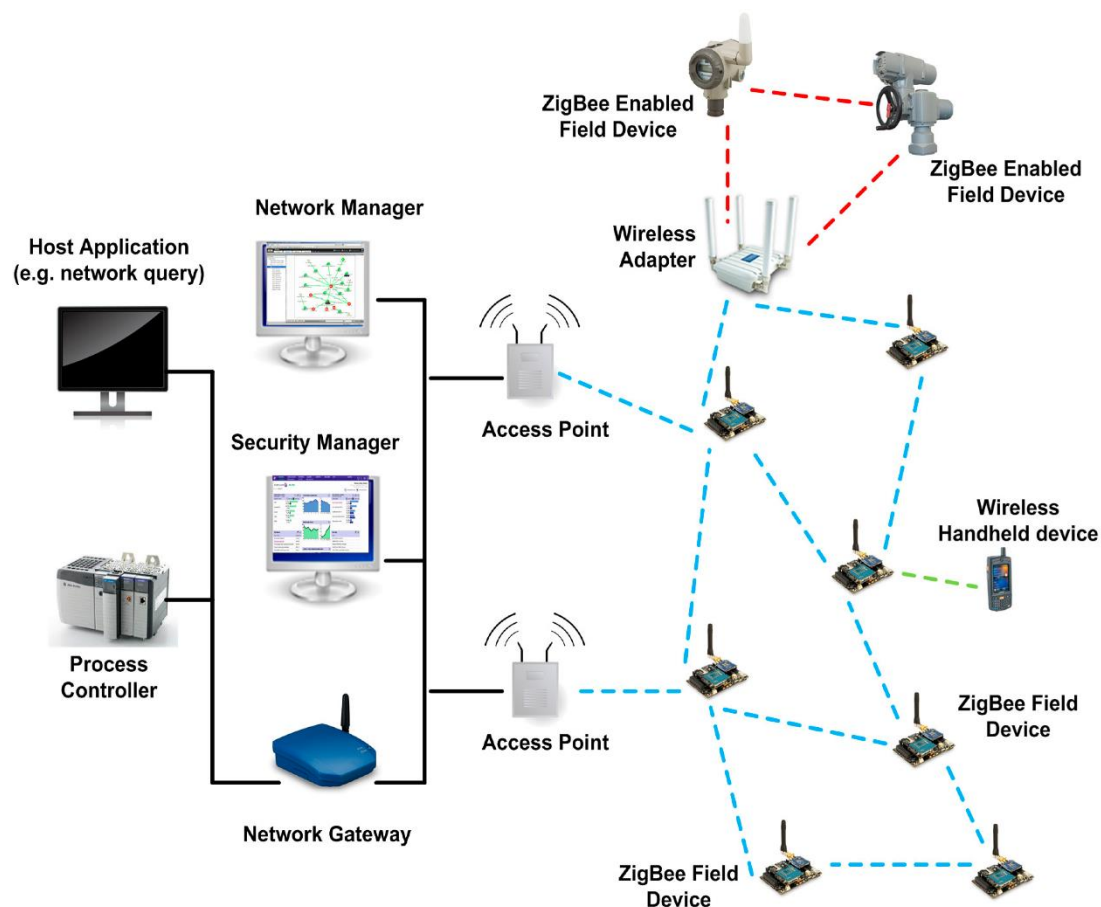 ZigBee Enabled
Field Device
ZigBee Enabled
Field Device
Network Manager
Host Application
(e.g. network query)
Wireless
Adapter
Access Point
Security Manager
Wireless
Handheld device
Process
Controller
Access Point
ZigBee Field
Device
Network Gateway
ZigBee Field
Device